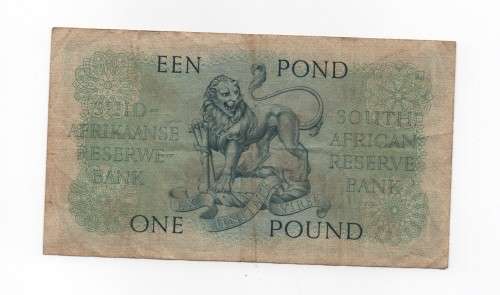 EEN POND
SUID-
AFRIKAANSE
RESERWE-
BANK
SOUTH
AFRICAN
RESERVE
BANK
ONE POUND